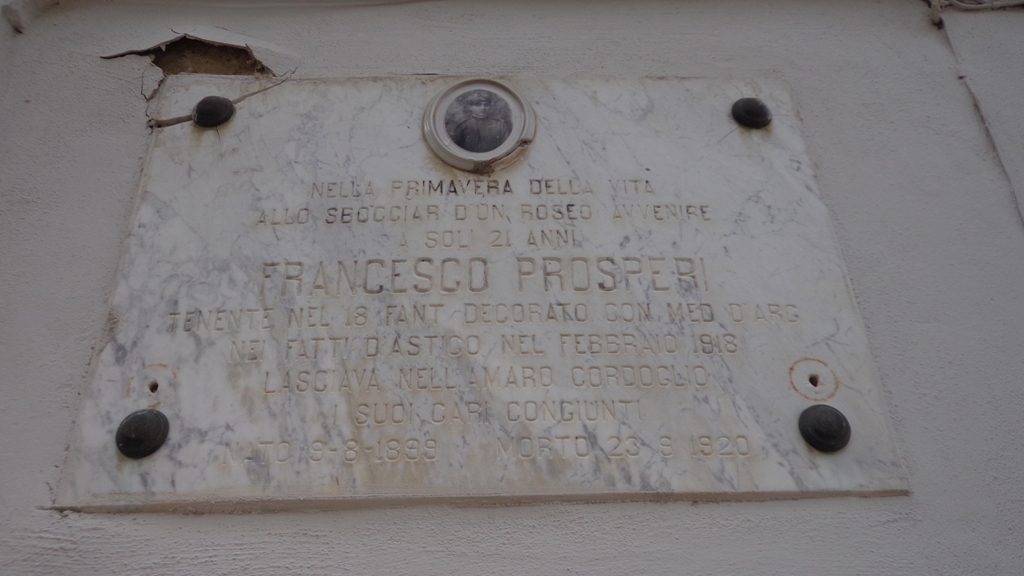 NELLA PRIMAVERA DELLA VITA
ALLO SBOCCIAR D'UN ROSEO AVVENIRE
A SOLI 21 ANNI
FRANCESCO PROSPERI
TENENTE NEL 18 FANT. DECORATO CON MED D'ARG
NEI FATTI D'ASTICO NEL FEBBRAIO 1918
LASCIAVA NELL'AMARO CORDOGLIO
I SUOI CARI CONGIUNTI
NATO 9-8-1899 MORTO 23 9 1920